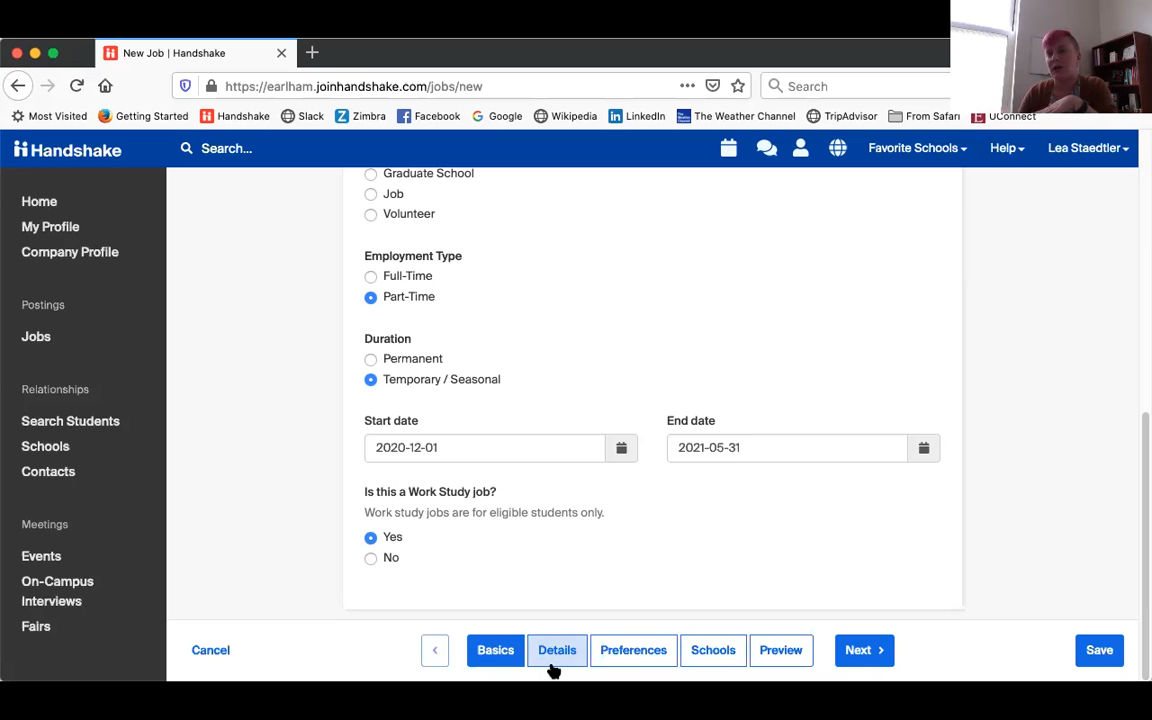 New Job | Handshake
https://earlham.joinhandshake.com/jobs/new
Search
Most Visited
Getting Started
Handshake
Slack
Zimbra
Facebook
Google
Wikipedia
LinkedIn
The Weather Channel
TripAdvisor
From Safari
UConnect
Handshake
Search...
Favorite Schools
Help
Lea Staedtler
Home
My Profile
Company Profile
Postings
Jobs
Relationships
Search Students
Schools
Contacts
Meetings
Events
On-Campus
Interviews
Fairs
Graduate School
Job
Volunteer
Employment Type
Full-Time
Part-Time
Duration
Permanent
Temporary / Seasonal
Start date
End date
2020-12-01
2021-05-31
Is this a Work Study job?
Work study jobs are for eligible students only.
Yes
No
Cancel
Basics
Details
Preferences
Schools
Preview
Next
Save